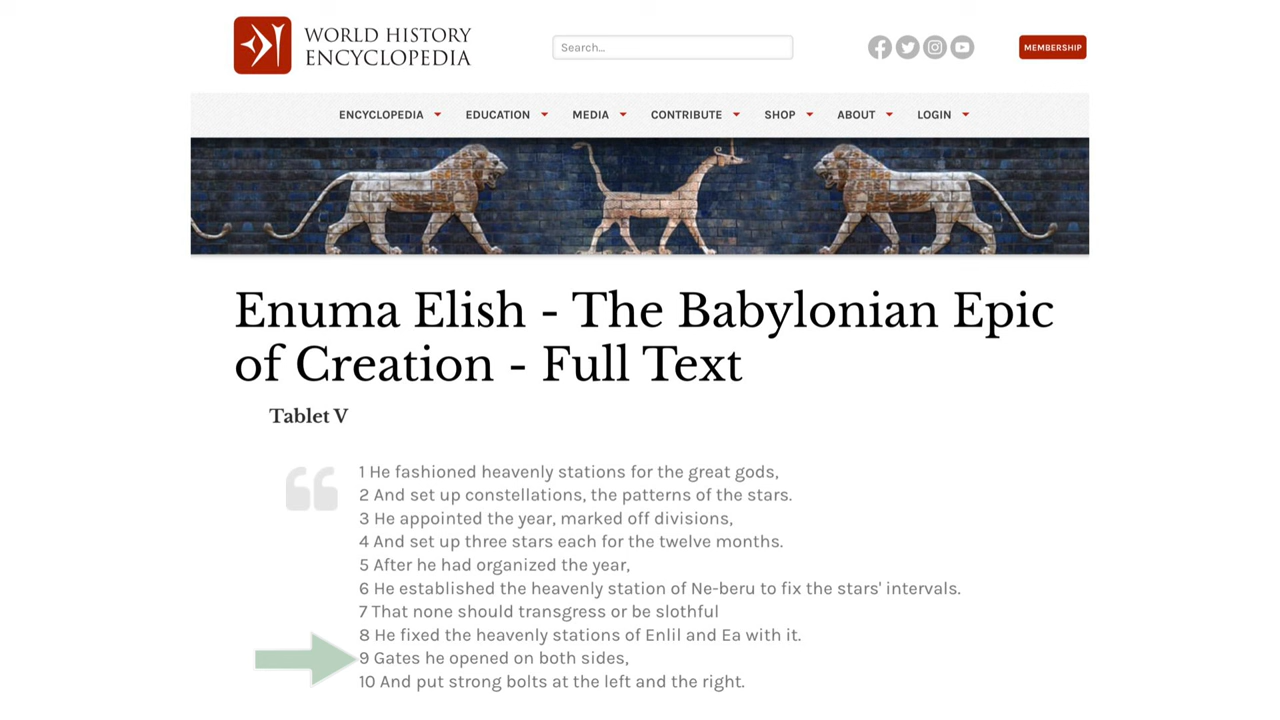 WORLD HISTORY
ENCYCLOPEDIA
Search...
MEMBERSHIP
ENCYCLOPEDIA EDUCATION MEDIA CONTRIBUTE SHOP ABOUT LOGIN
Enuma Elish - The Babylonian Epic
of Creation - Full Text
Tablet V
1 He fashioned heavenly stations for the great gods,
2 And set up constellations, the patterns of the stars.
3 He appointed the year, marked off divisions,
4 And set up three stars each for the twelve months.
5 After he had organized the year,
6 He established the heavenly station of Ne-beru to fix the stars' intervals.
7 That none should transgress or be slothful
8 He fixed the heavenly stations of Enlil and Ea with it.
9 Gates he opened on both sides,
10 And put strong bolts at the left and the right.